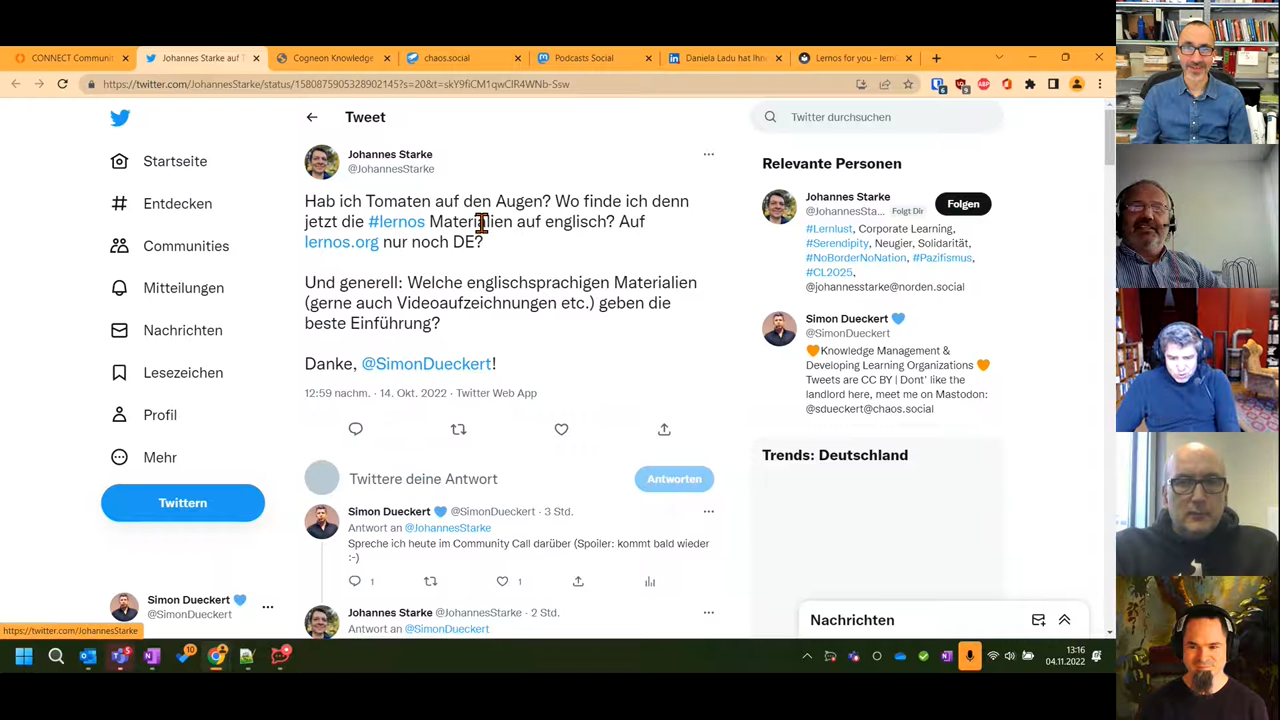 CONNECT Communit
Johannes Starke auf T
Cogneon Knowledge
chaos.social
Podcasts Social
Daniela Ladu hat Ihne
Lernos for you - lerno
https://twitter.com/JohannesStarke/status/1580875905328902145?s=20&t=skY9fiCM1qwClR4WNb-Ssw
Tweet
Twitter durchsuchen
Startseite
Entdecken
Communities
Mitteilungen
Nachrichten
Lesezeichen
Profil
Mehr
Twittern
Simon Dueckert
@SimonDueckert
Johannes Starke
@JohannesStarke
Hab ich Tomaten auf den Augen? Wo finde ich denn
jetzt die #lernos Materialien auf englisch? Auf
lernos.org nur noch DE?
Und generell: Welche englischsprachigen Materialien
(gerne auch Videoaufzeichnungen etc.) geben die
beste Einführung?
Danke, @SimonDueckert!
12:59 nachm. · 14. Okt. 2022 · Twitter Web App
Twittere deine Antwort
Antworten
Simon Dueckert @SimonDueckert · 3 Std.
Antwort an @JohannesStarke
Spreche ich heute im Community Call darüber (Spoiler: kommt bald wieder
:-)
1
1
Johannes Starke @JohannesStarke · 2 Std.
Antwort an @SimonDueckert
Relevante Personen
Johannes Starke
@JohannesSta... Folgt Dir
Folgen
#Lernlust, Corporate Learning,
#Serendipity, Neugier, Solidarität,
#NoBorderNoNation, #Pazifismus,
#CL2025,
@johannesstarke@norden.social
Simon Dueckert
@SimonDueckert
Knowledge Management &
Developing Learning Organizations
Tweets are CC BY | Dont' like the
landlord here, meet me on Mastodon:
@sdueckert@chaos.social
Trends: Deutschland
Nachrichten
https://twitter.com/JohannesStarke
13:16
04.11.2022